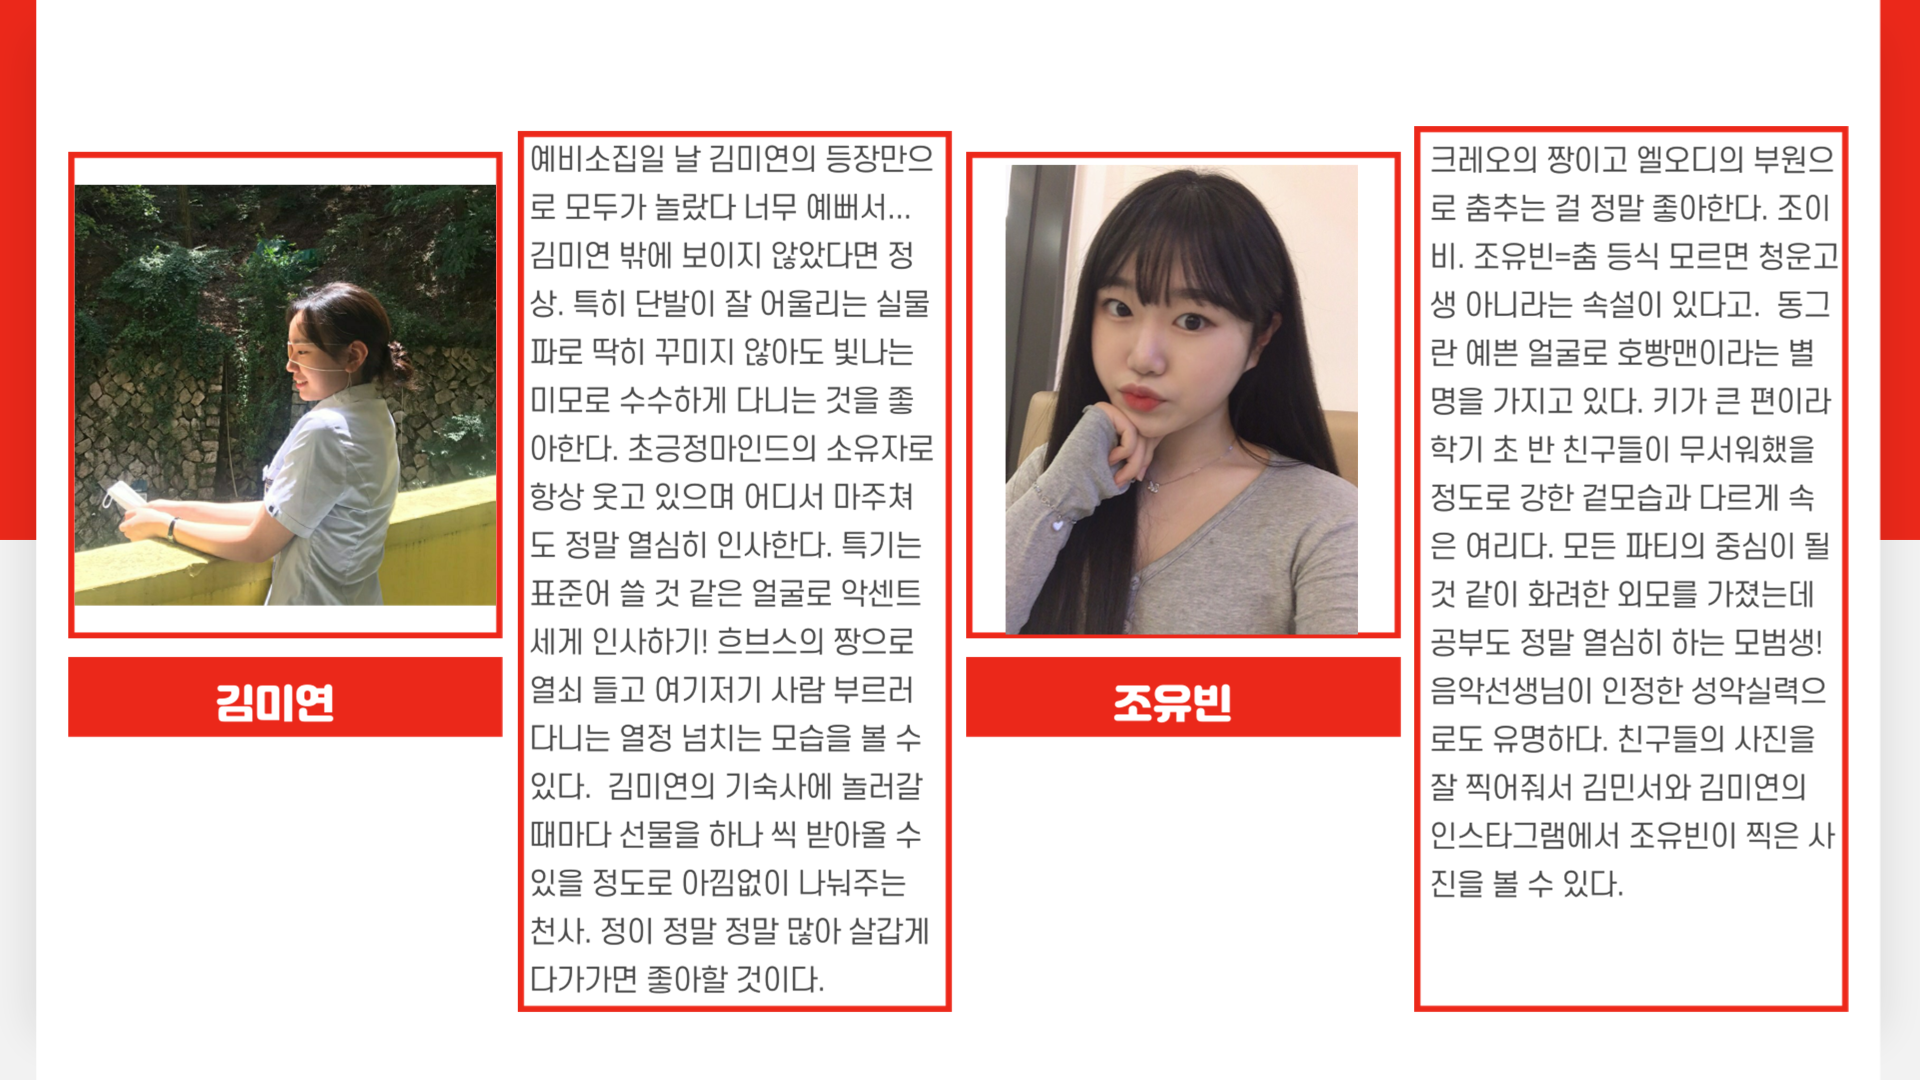 김미연
예비소집일 날 김미연의 등장만으
로 모두가 놀랐다 너무 예뻐서...
김미연 밖에 보이지 않았다면 정
상. 특히 단발이 잘 어울리는 실물
파로 딱히 꾸미지 않아도 빛나는
미모로 수수하게 다니는 것을 좋
아한다. 초긍정마인드의 소유자로
항상 웃고 있으며 어디서 마주쳐
도 정말 열심히 인사한다. 특기는
표준어 쓸 것 같은 얼굴로 악센트
세게 인사하기! 흐브스의 짱으로
열쇠 들고 여기저기 사람 부르러
다니는 열정 넘치는 모습을 볼 수
있다.  김미연의 기숙사에 놀러갈
때마다 선물을 하나 씩 받아올 수
있을 정도로 아낌없이 나눠주는
천사. 정이 정말 정말 많아 살갑게
다가가면 좋아할 것이다.
조유빈
크레오의 짱이고 엘오디의 부원으
로 춤추는 걸 정말 좋아한다. 조이
비. 조유빈=춤 등식 모르면 청운고
생 아니라는 속설이 있다고.  동그
란 예쁜 얼굴로 호빵맨이라는 별
명을 가지고 있다. 키가 큰 편이라
학기 초 반 친구들이 무서워했을
정도로 강한 겉모습과 다르게 속
은 여리다. 모든 파티의 중심이 될
것 같이 화려한 외모를 가졌는데
공부도 정말 열심히 하는 모범생!
음악선생님이 인정한 성악실력으
로도 유명하다. 친구들의 사진을
잘 찍어줘서 김민서와 김미연의
인스타그램에서 조유빈이 찍은 사
진을 볼 수 있다.